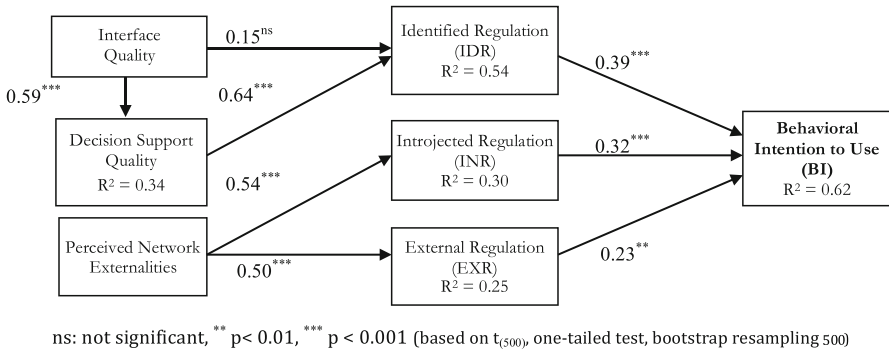 Interface
Quality
0.15ns
Identified Regulation
(IDR)
R2 = 0.54
0.39***
0.59***
0.64***
Decision Support
Quality
R2 = 0.34
Introjected Regulation
(INR)
R2 = 0.30
0.32***
Behavioral
Intention to Use
(BI)
R2 = 0.62
0.54***
Perceived Network
Externalities
0.50***
External Regulation
(EXR)
R2 = 0.25
0.23**
ns: not significant, ** p< 0.01, *** p < 0.001 (based on t(500), one-tailed test, bootstrap resampling 500)